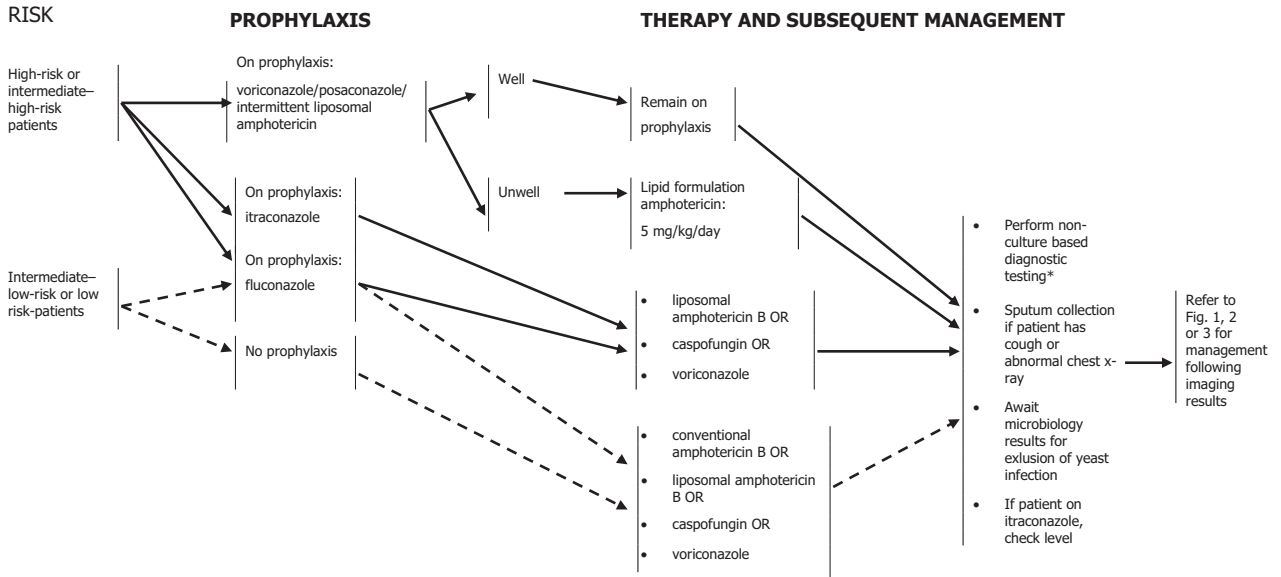 RISK
PROPHYLAXIS
THERAPY AND SUBSEQUENT MANAGEMENT
High-risk or
intermediate–
high-risk
patients
On prophylaxis:
voriconazole/posaconazole/
intermittent liposomal
amphotericin
Well
Remain on
prophylaxis
Unwell
Lipid formulation
amphotericin:
5 mg/kg/day
On prophylaxis:
itraconazole
On prophylaxis:
fluconazole
Intermediate–
low-risk or low
risk-patients
No prophylaxis
• liposomal
amphotericin B OR
• caspofungin OR
• voriconazole
• conventional
amphotericin B OR
• liposomal amphotericin
B OR
• caspofungin OR
• voriconazole
• Perform non-
culture based
diagnostic
testing*
• Sputum collection
if patient has
cough or
abnormal chest x-
ray
• Await
microbiology
results for
exlusion of yeast
infection
• If patient on
itraconazole,
check level
Refer to
Fig. 1, 2
or 3 for
management
following
imaging
results